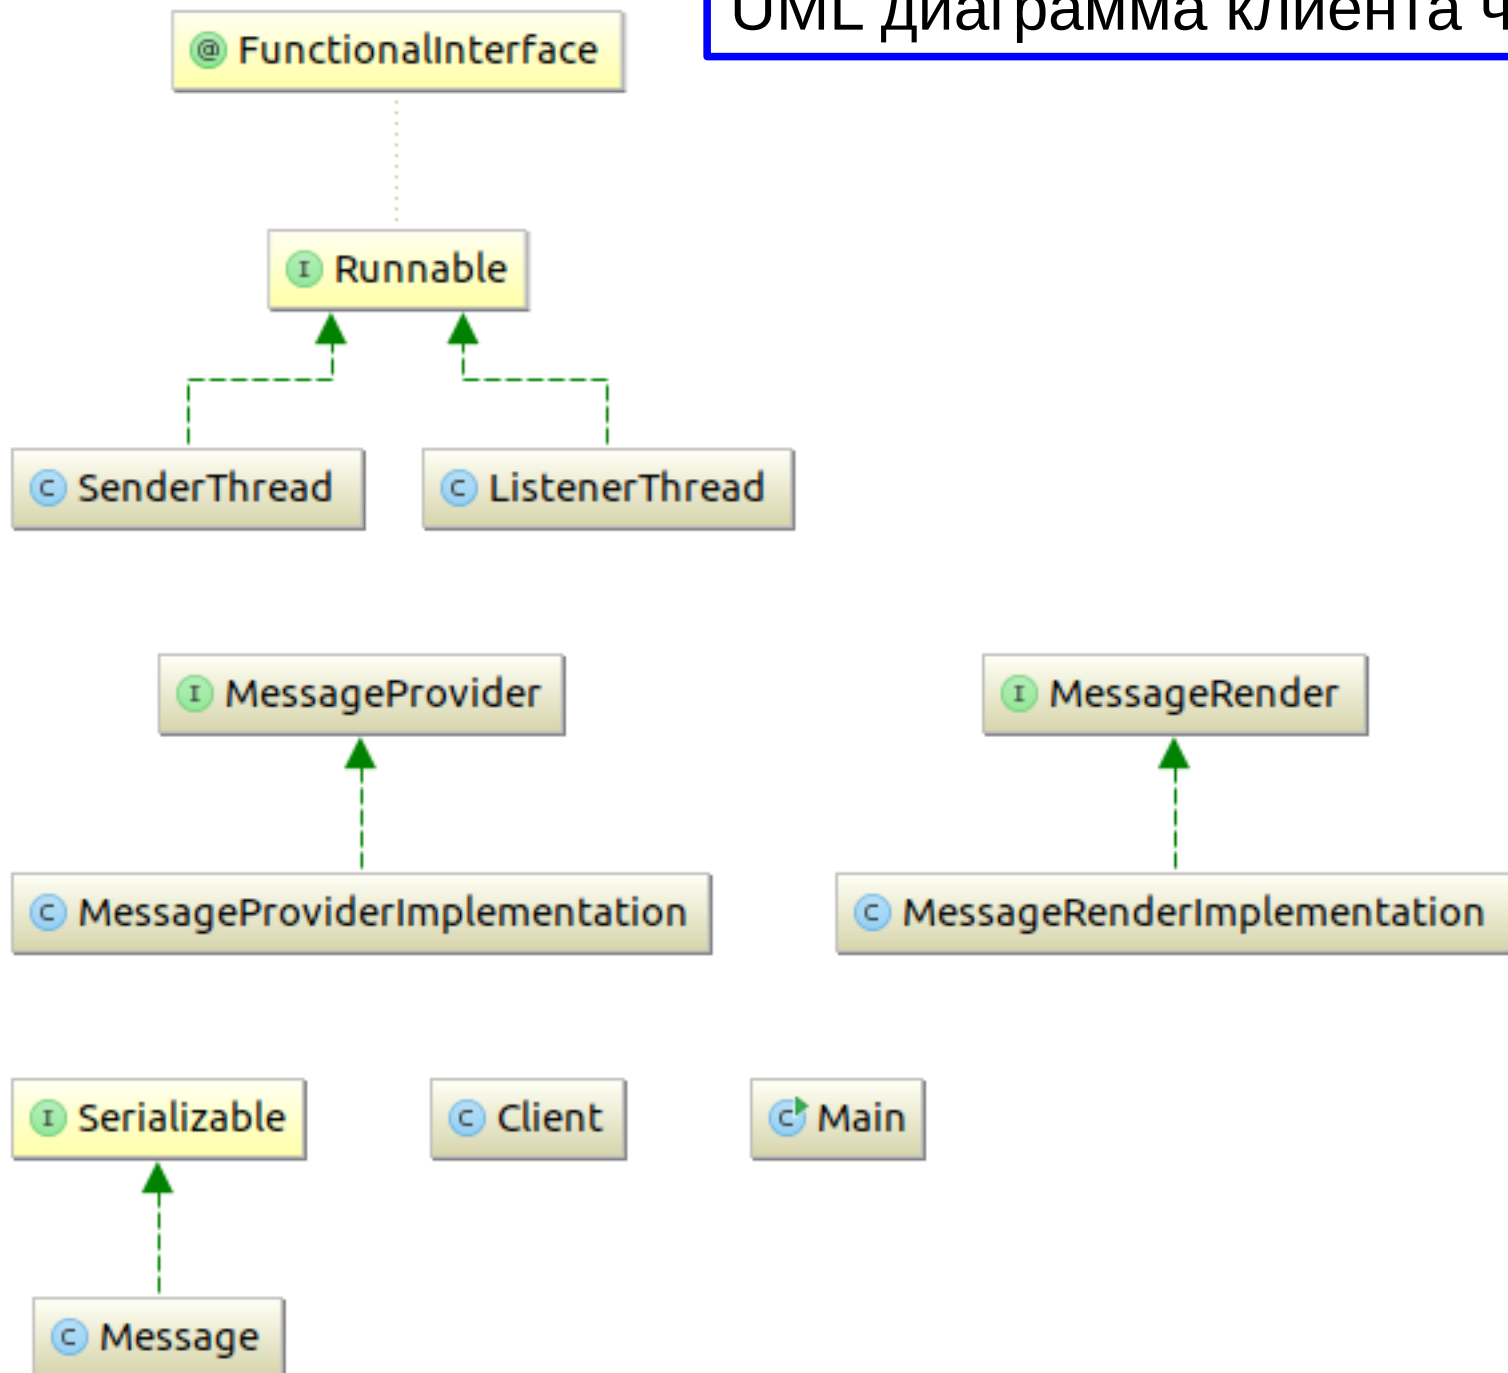 UML диаграмма клиента
@ FunctionalInterface
I Runnable
C SenderThread
C ListenerThread
I MessageProvider
I MessageRender
C MessageProviderImplementation
C MessageRenderImplementation
I Serializable
C Client
C Main
C Message